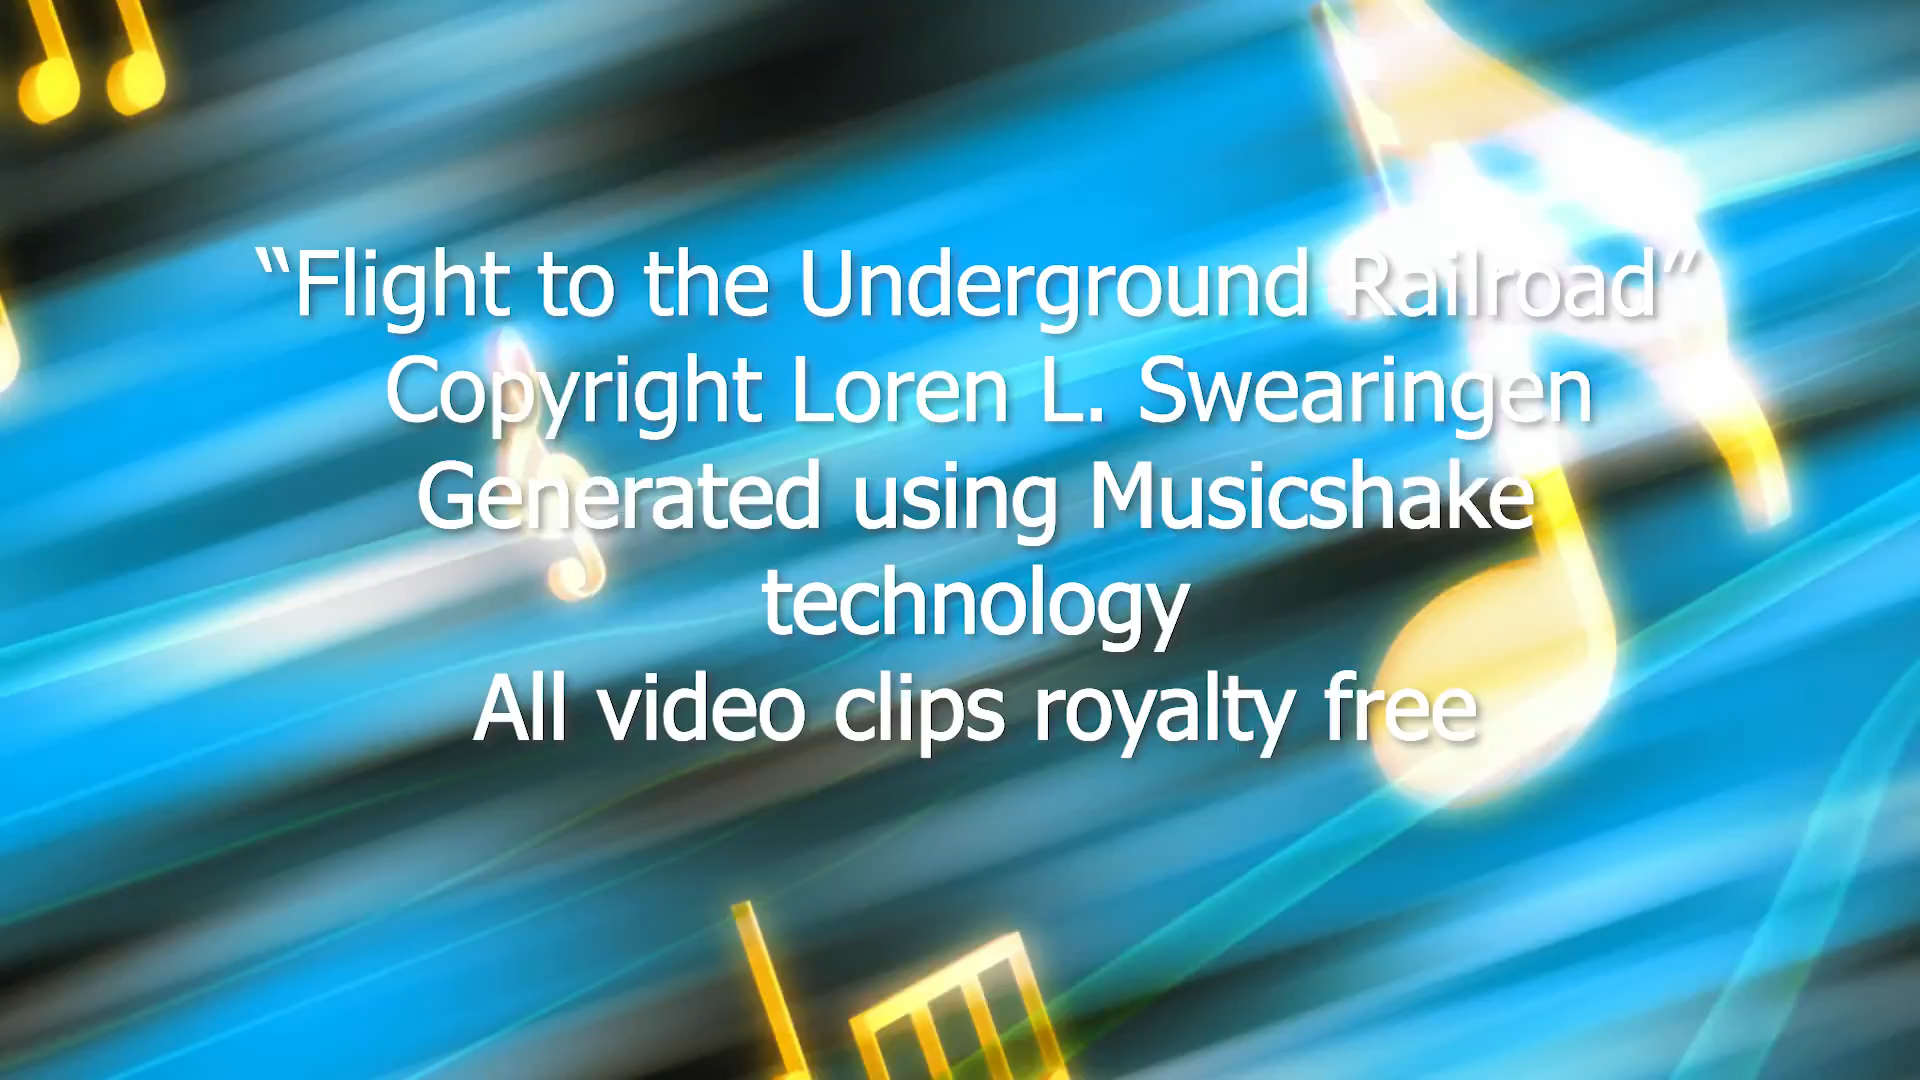 “Flight to the Underground Railroad”
Copyright Loren L. Swearingen
Generated using Musicshake
technology
All video clips royalty free